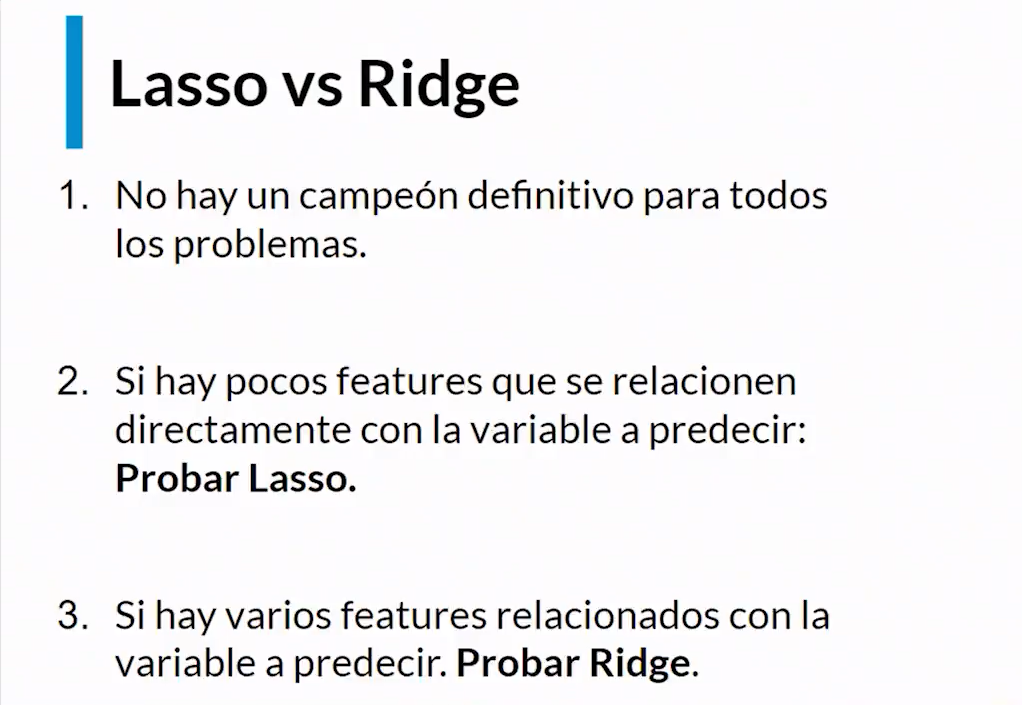 Lasso vs Ridge
1. No hay un campeón definitivo para todos
los problemas.
2. Si hay pocos features que se relacionen
directamente con la variable a predecir:
Probar Lasso.
3. Si hay varios features relacionados con la
variable a predecir. Probar Ridge.